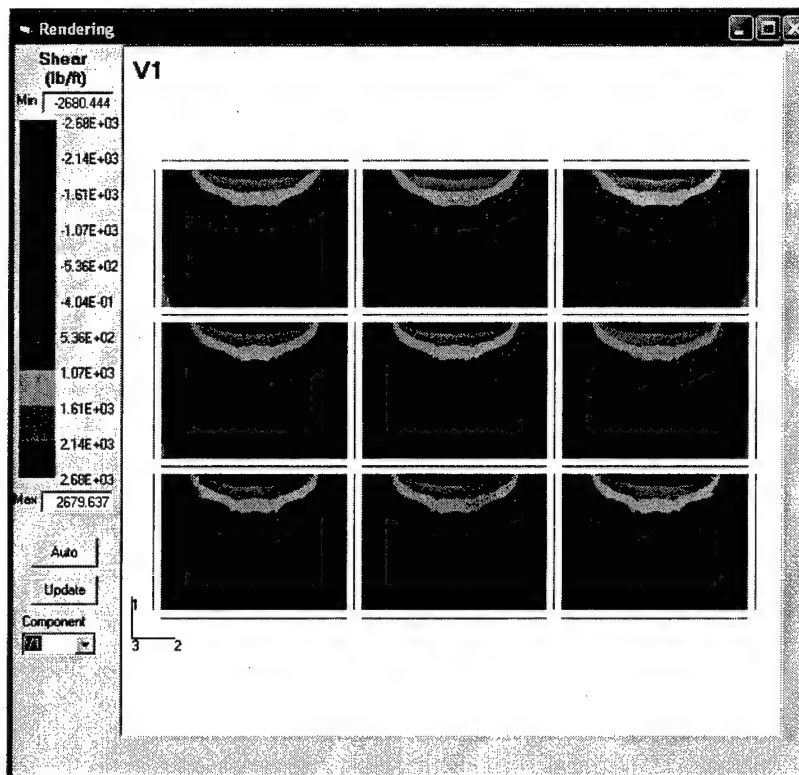 Rendering
Shear
(lb/ft)
Min -2680.444
-2.68E+03
-2.14E+03
-1.61E+03
-1.07E+03
-5.36E+02
-4.04E-01
5.36E+02
1.07E+03
1.61E+03
2.14E+03
2.68E+03
Max 2679.637
Auto
Update
Component
V1
V1
1
3 2